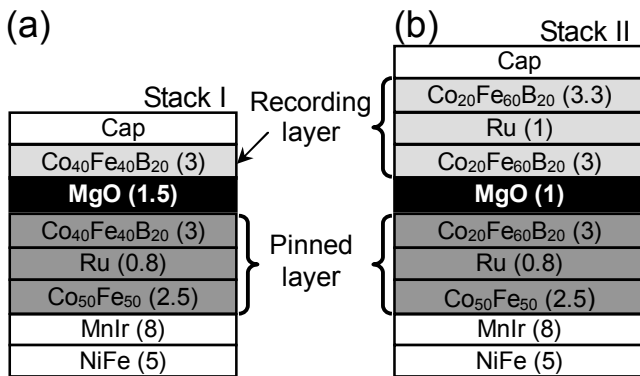 (a)
Stack I
Cap
Co₄₀Fe₄₀B₂₀ (3)
MgO (1.5)
Co₄₀Fe₄₀B₂₀ (3)
Ru (0.8)
Co₅₀Fe₅₀ (2.5)
MnIr (8)
NiFe (5)
Recording
layer
Pinned
layer
(b)
Stack II
Cap
Co₂₀Fe₆₀B₂₀ (3.3)
Ru (1)
Co₂₀Fe₆₀B₂₀ (3)
MgO (1)
Co₂₀Fe₆₀B₂₀ (3)
Ru (0.8)
Co₅₀Fe₅₀ (2.5)
MnIr (8)
NiFe (5)